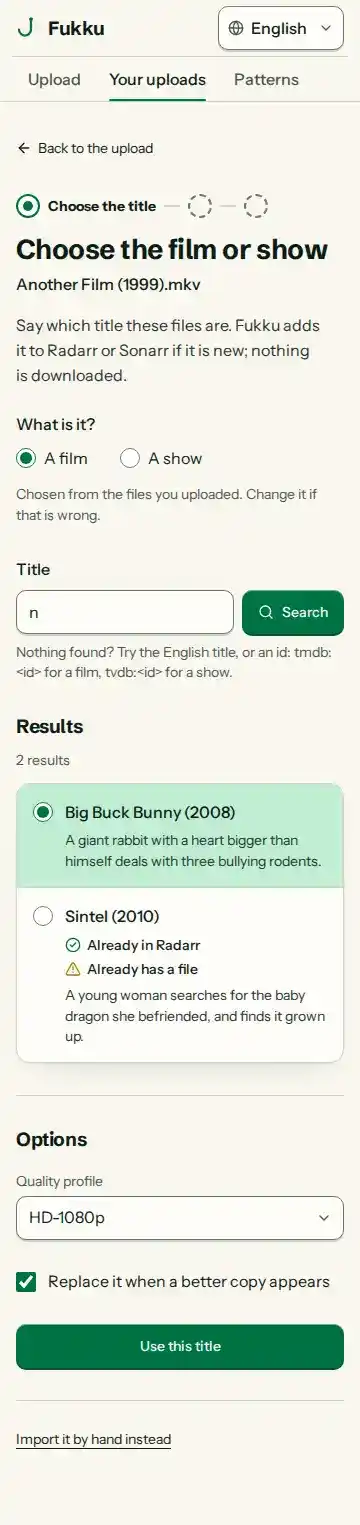 Fukku
English
Upload
Your uploads
Patterns
Back to the upload
Choose the title
Choose the film or show
Another Film (1999).mkv
Say which title these files are. Fukku adds
it to Radarr or Sonarr if it is new; nothing
is downloaded.
What is it?
A film
A show
Chosen from the files you uploaded. Change it if
that is wrong.
Title
n
Search
Nothing found? Try the English title, or an id: tmdb:
<id> for a film, tvdb:<id> for a show.
Results
2 results
Big Buck Bunny (2008)
A giant rabbit with a heart bigger than
himself deals with three bullying rodents.
Sintel (2010)
Already in Radarr
Already has a file
A young woman searches for the baby
dragon she befriended, and finds it grown
up.
Options
Quality profile
HD-1080p
Replace it when a better copy appears
Use this title
Import it by hand instead